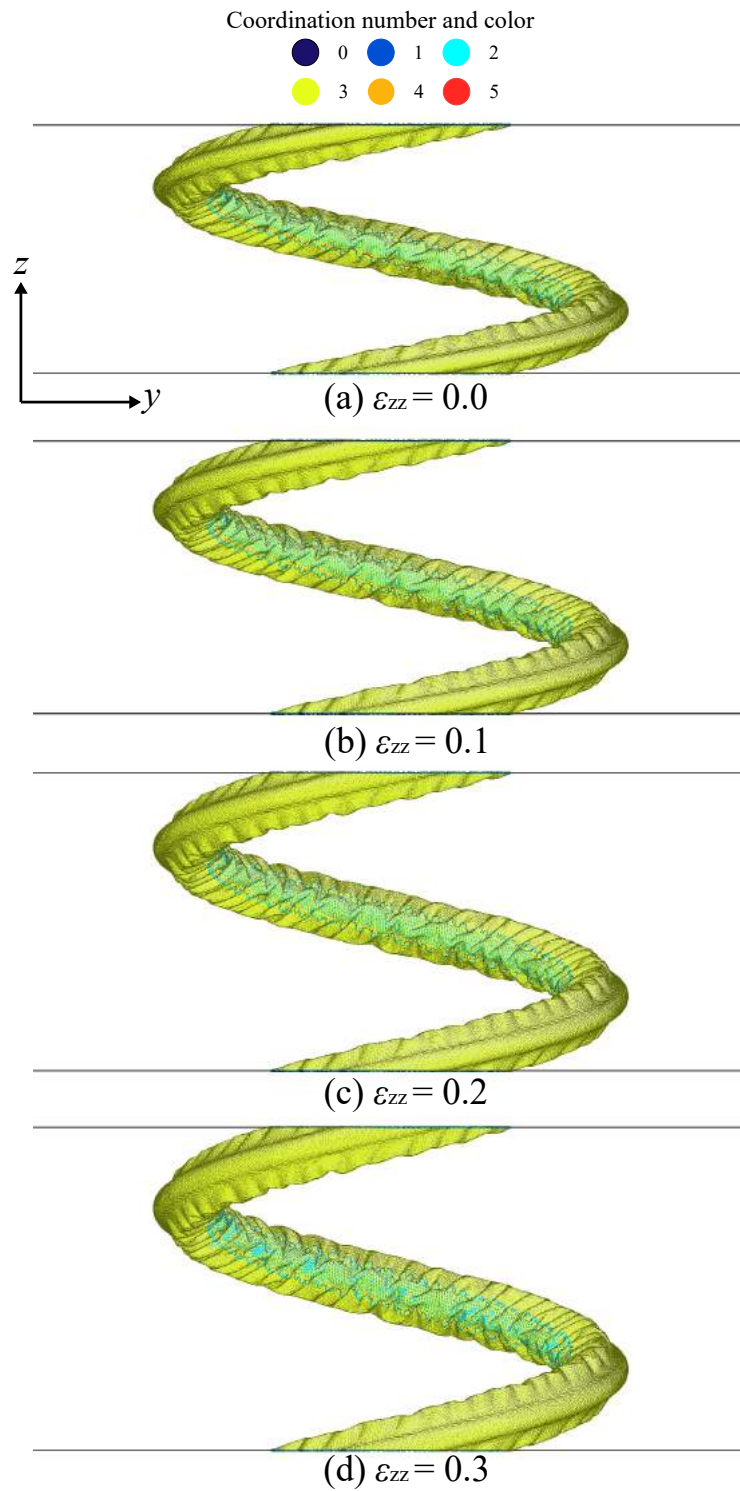 Coordination number and color
0 1 2
3 4 5
z
y
(a) εzz = 0.0
(b) εzz = 0.1
(c) εzz = 0.2
(d) εzz = 0.3